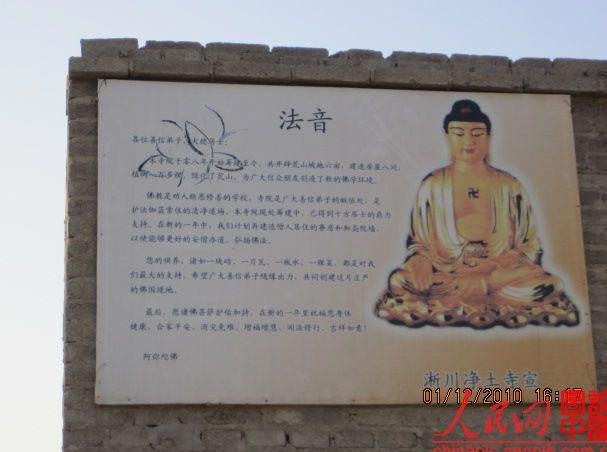 法音
各位善信弟子、大德居士：
本寺院于零八年开始筹建至今，共开辟荒山坡地六亩，建造房屋八间，
植树一百多棵，绿化了荒山，为广大信众朋友创造了新的佛学环境。
佛教是劝人断恶修善的学校，寺院是广大善信弟子的皈依处，是
护法伽蓝常住的清净道场。本寺院现处筹建中，已得到十方居士的鼎力
支持。在新的一年中，我们计划再建造僧人居住的寮房和加高院墙，
以便能够更好的安僧办道，弘扬佛法。
您的供养，诸如一块砖、一片瓦、一瓶水、一棵菜，都是对我
们最大的支持，希望广大善信弟子随缘出力，共同创建这片庄严
的佛国境地。
最后，愿诸佛菩萨护佑加持，在新的一年里祝福您身体
健康、合家平安、消灾免难、增福增慧、闻法修行、吉祥如意！
阿弥陀佛
淅川净土寺宣
01/12/2010 16:17
人民网